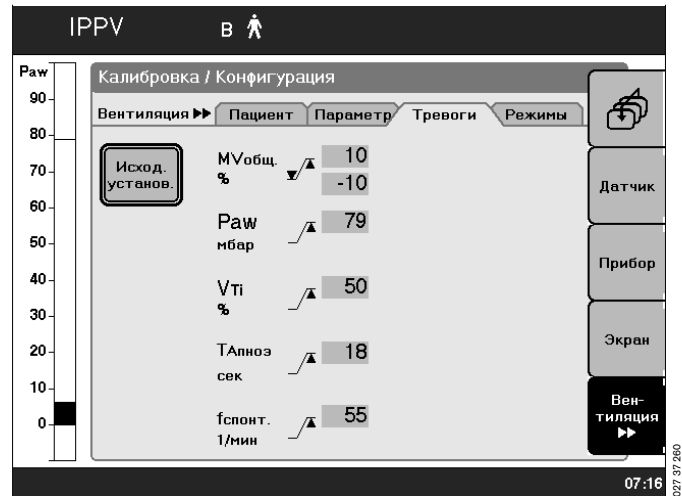 IPPV B
Paw
90
80
70
60
50
40
30
20
10
0
Калибровка / Конфигурация
Вентиляция ▶▶ Пациент Параметр Тревоги Режимы
Исход.
установ.
MVобщ. 10
% -10
Paw 79
мбар
VTi 50
%
TАпноэ 18
сек
fспонт. 55
1/мин
Датчик
Прибор
Экран
Вен-
тиляция
▶▶
07:16
027 37 260